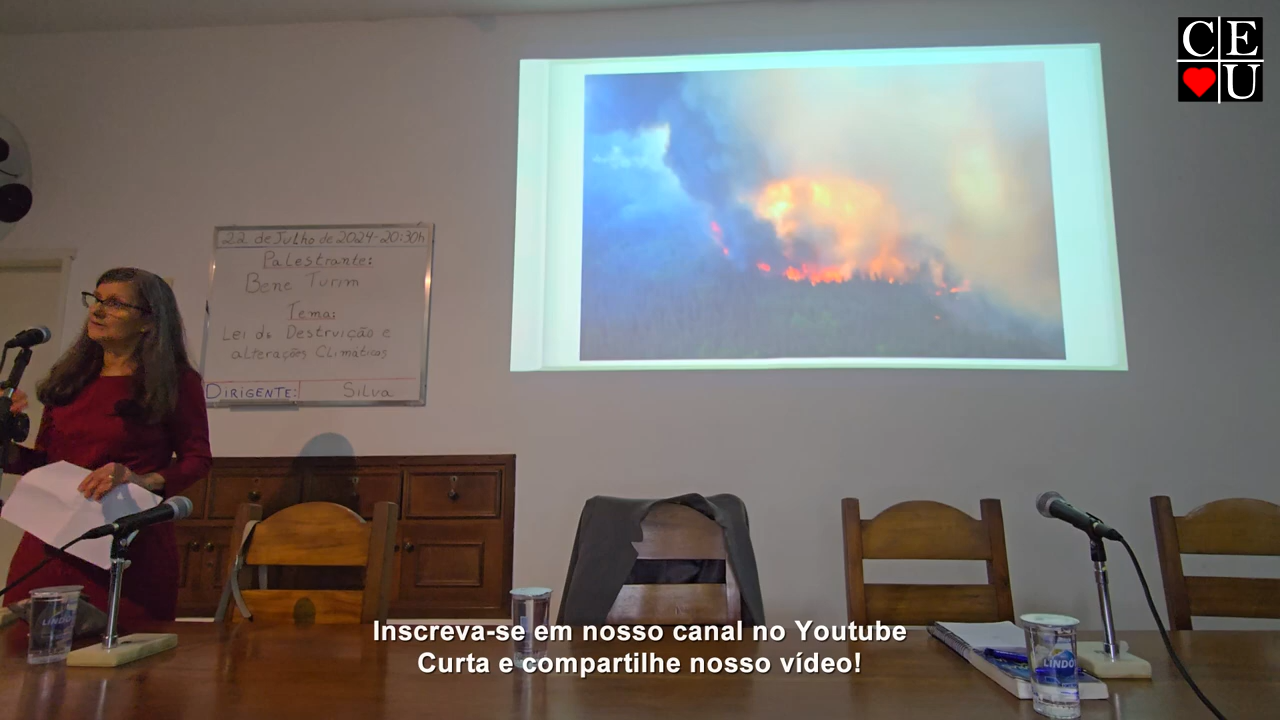 C E
U
22 de Julho de 2024-20:30h
Palestrante:
Bene Turim
Tema:
Lei de Destruição e
alterações Climáticas
DIRIGENTE: Silva
LINDO
LINDO
Inscreva-se em nosso canal no Youtube
Curta e compartilhe nosso vídeo!